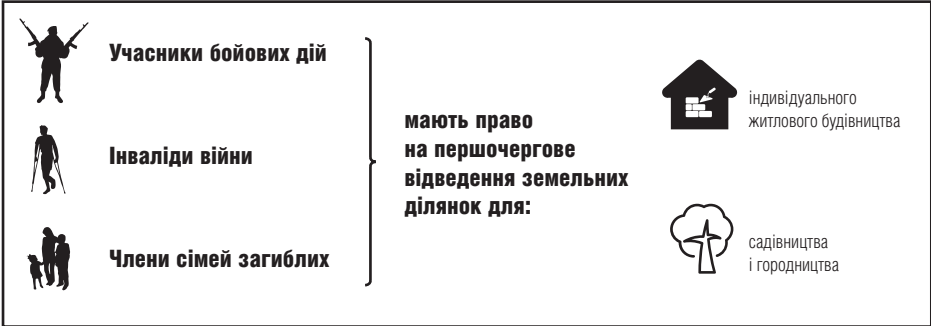 Учасники бойових дій
Інваліди війни
Члени сімей загиблих
мають право
на першочергове
відведення земельних
ділянок для:
індивідуального
житлового будівництва
садівництва
і городництва